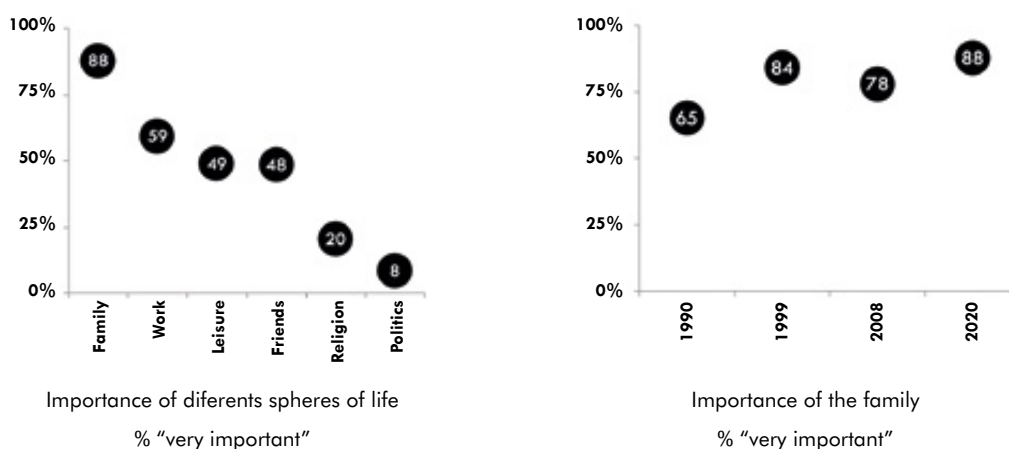 100%
88
75%
59
50%
49
48
25%
20
8
0%
Family
Work
Leisure
Friends
Religion
Politics
Importance of diferents spheres of life
% “very important”
100%
88
84
78
75%
65
50%
25%
0%
1990
1999
2008
2020
Importance of the family
% “very important”